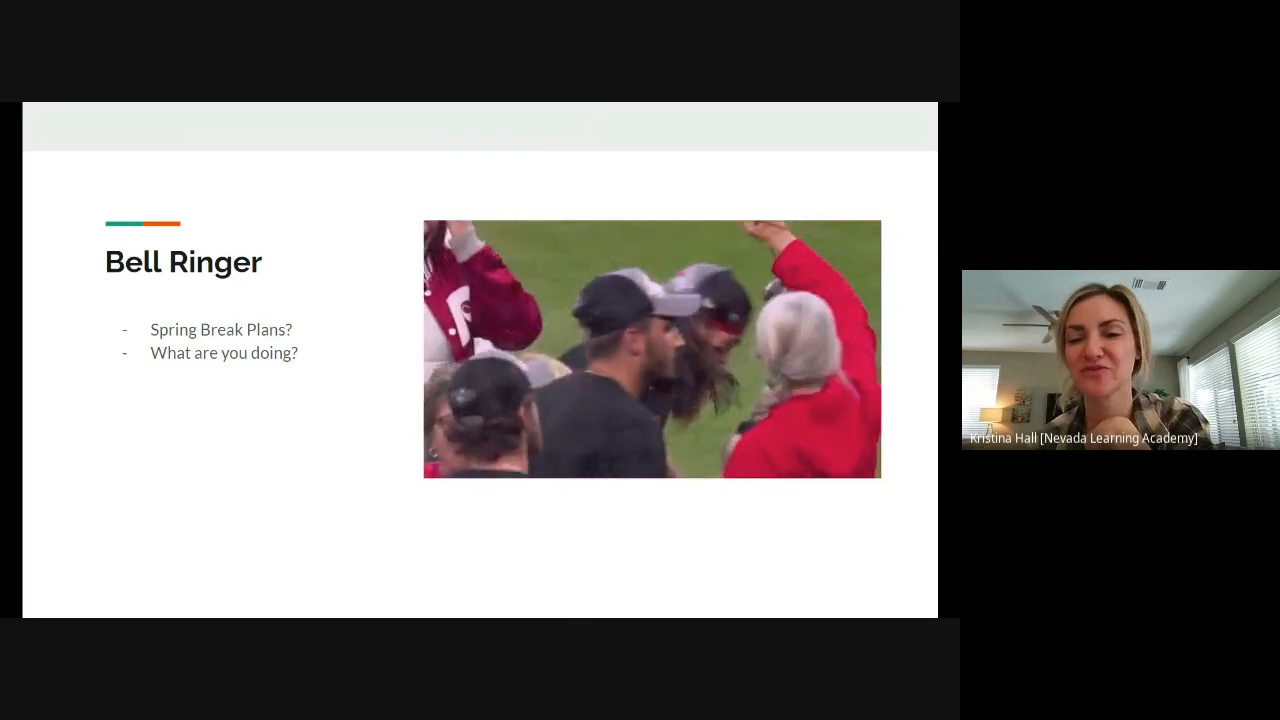 Bell Ringer
- Spring Break Plans?
- What are you doing?
Kristina Hall [Nevada Learning Academy]